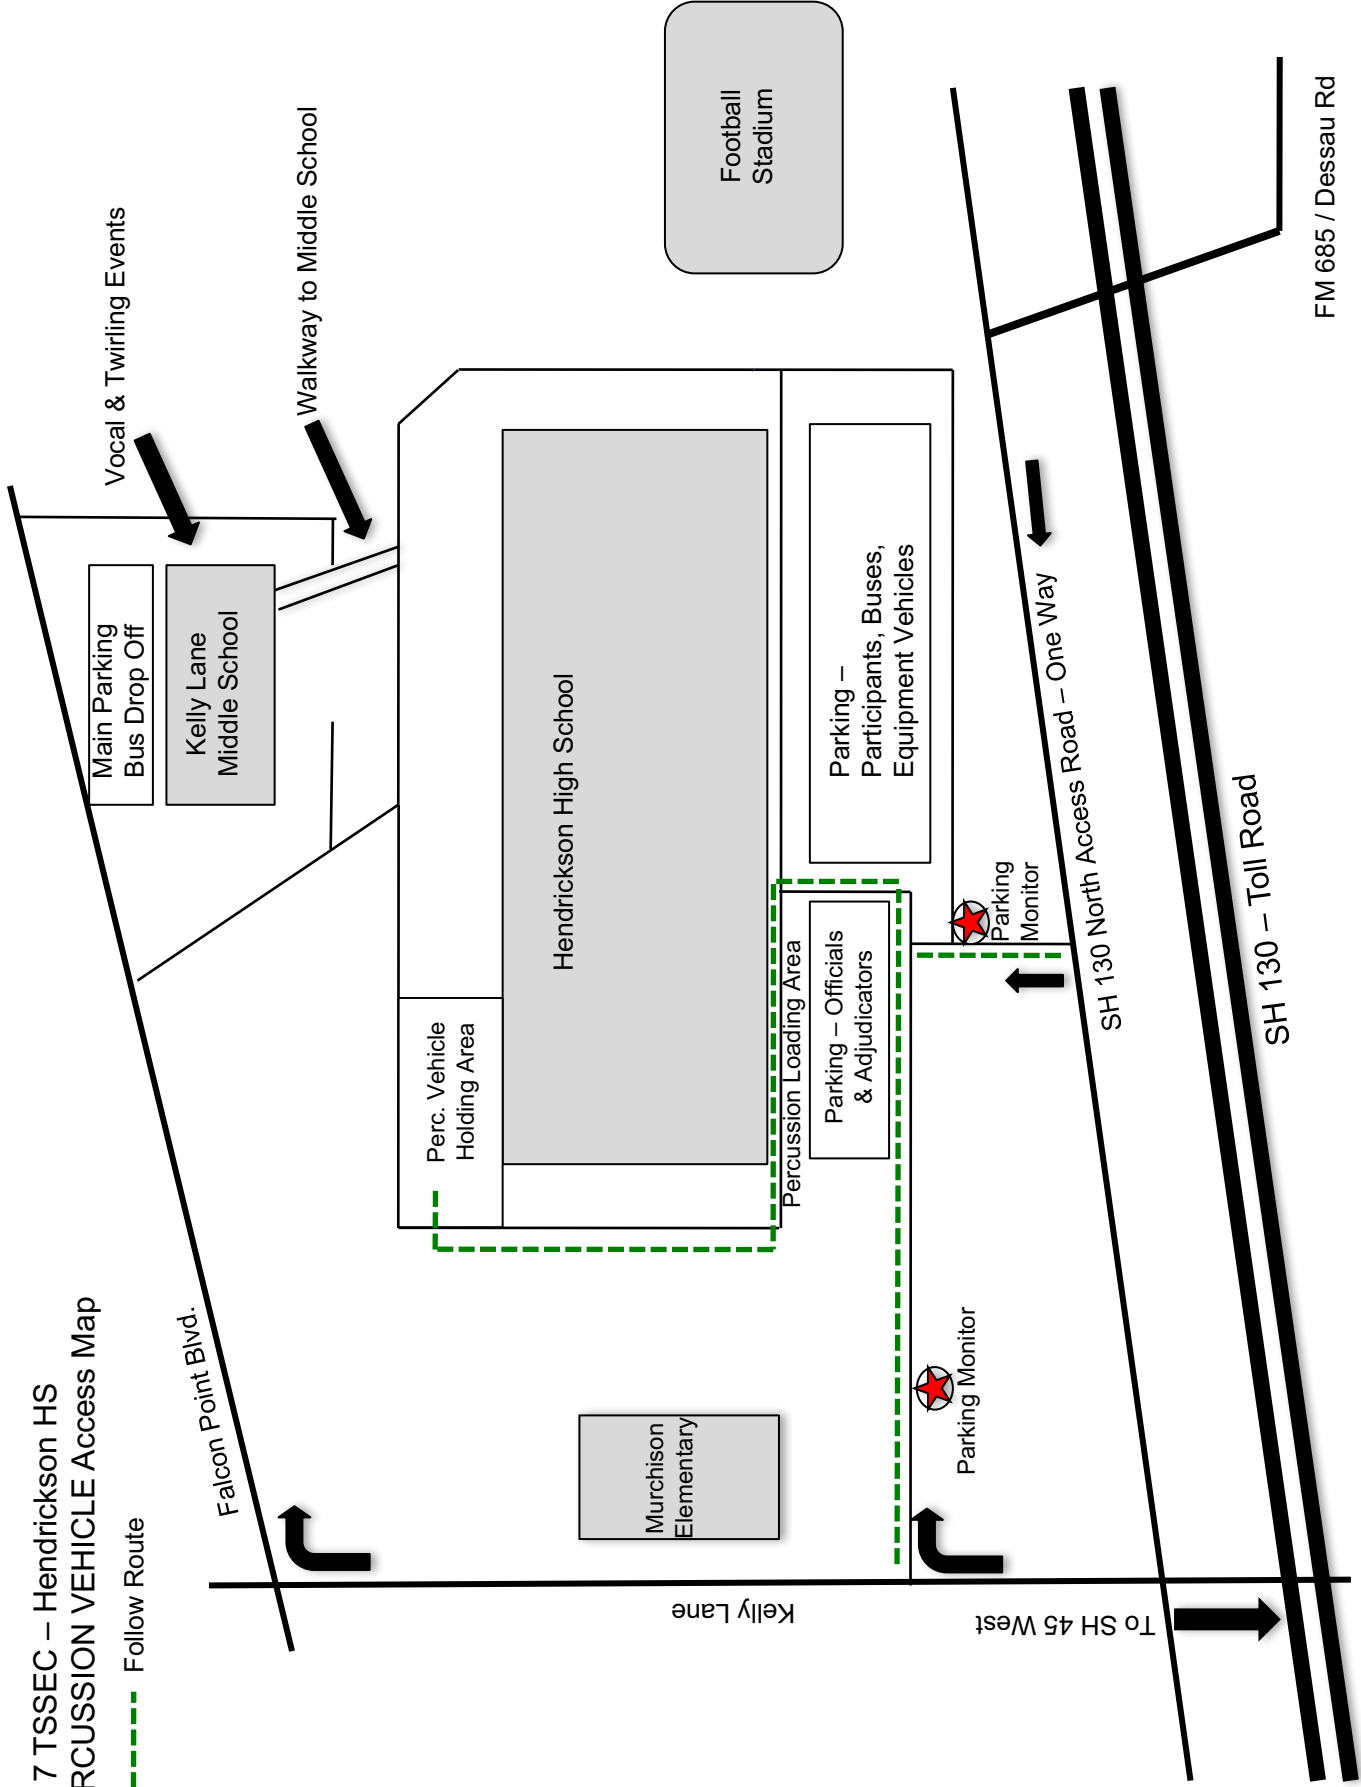 7 TSSEC – Hendrickson HS
RCUSSION VEHICLE Access Map
Follow Route
Falcon Point Blvd.
Vocal & Twirling Events
Walkway to Middle School
Main Parking
Bus Drop Off
Kelly Lane
Middle School
Football
Stadium
Perc. Vehicle
Holding Area
Hendrickson High School
Murchison
Elementary
Percussion Loading Area
Parking – Officials
& Adjudicators
Parking –
Participants, Buses,
Equipment Vehicles
Parking Monitor
Parking
Monitor
Kelly Lane
To SH 45 West
SH 130 North Access Road – One Way
SH 130 – Toll Road
FM 685 / Dessau Rd